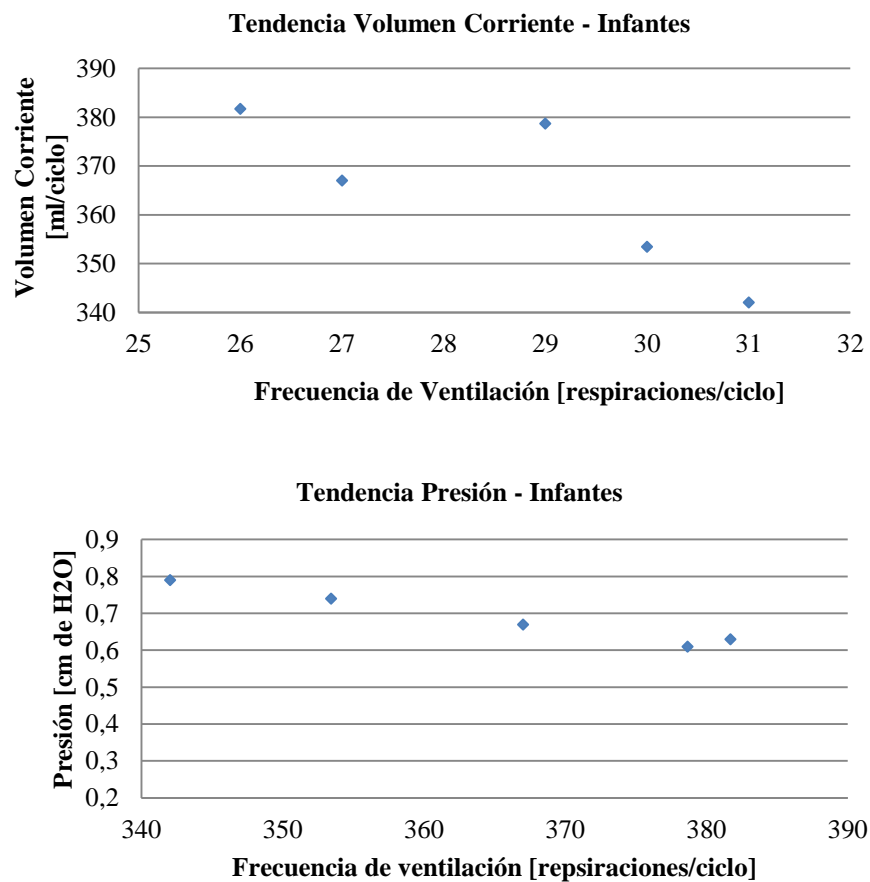 Tendencia Volumen Corriente - Infantes
Volumen Corriente
[ml/ciclo]
390
380
370
360
350
340
25 26 27 28 29 30 31 32
Frecuencia de Ventilación [respiraciones/ciclo]
Tendencia Presión - Infantes
Presión [cm de H2O]
0,9
0,8
0,7
0,6
0,5
0,4
0,3
0,2
340 350 360 370 380 390
Frecuencia de ventilación [repsiraciones/ciclo]